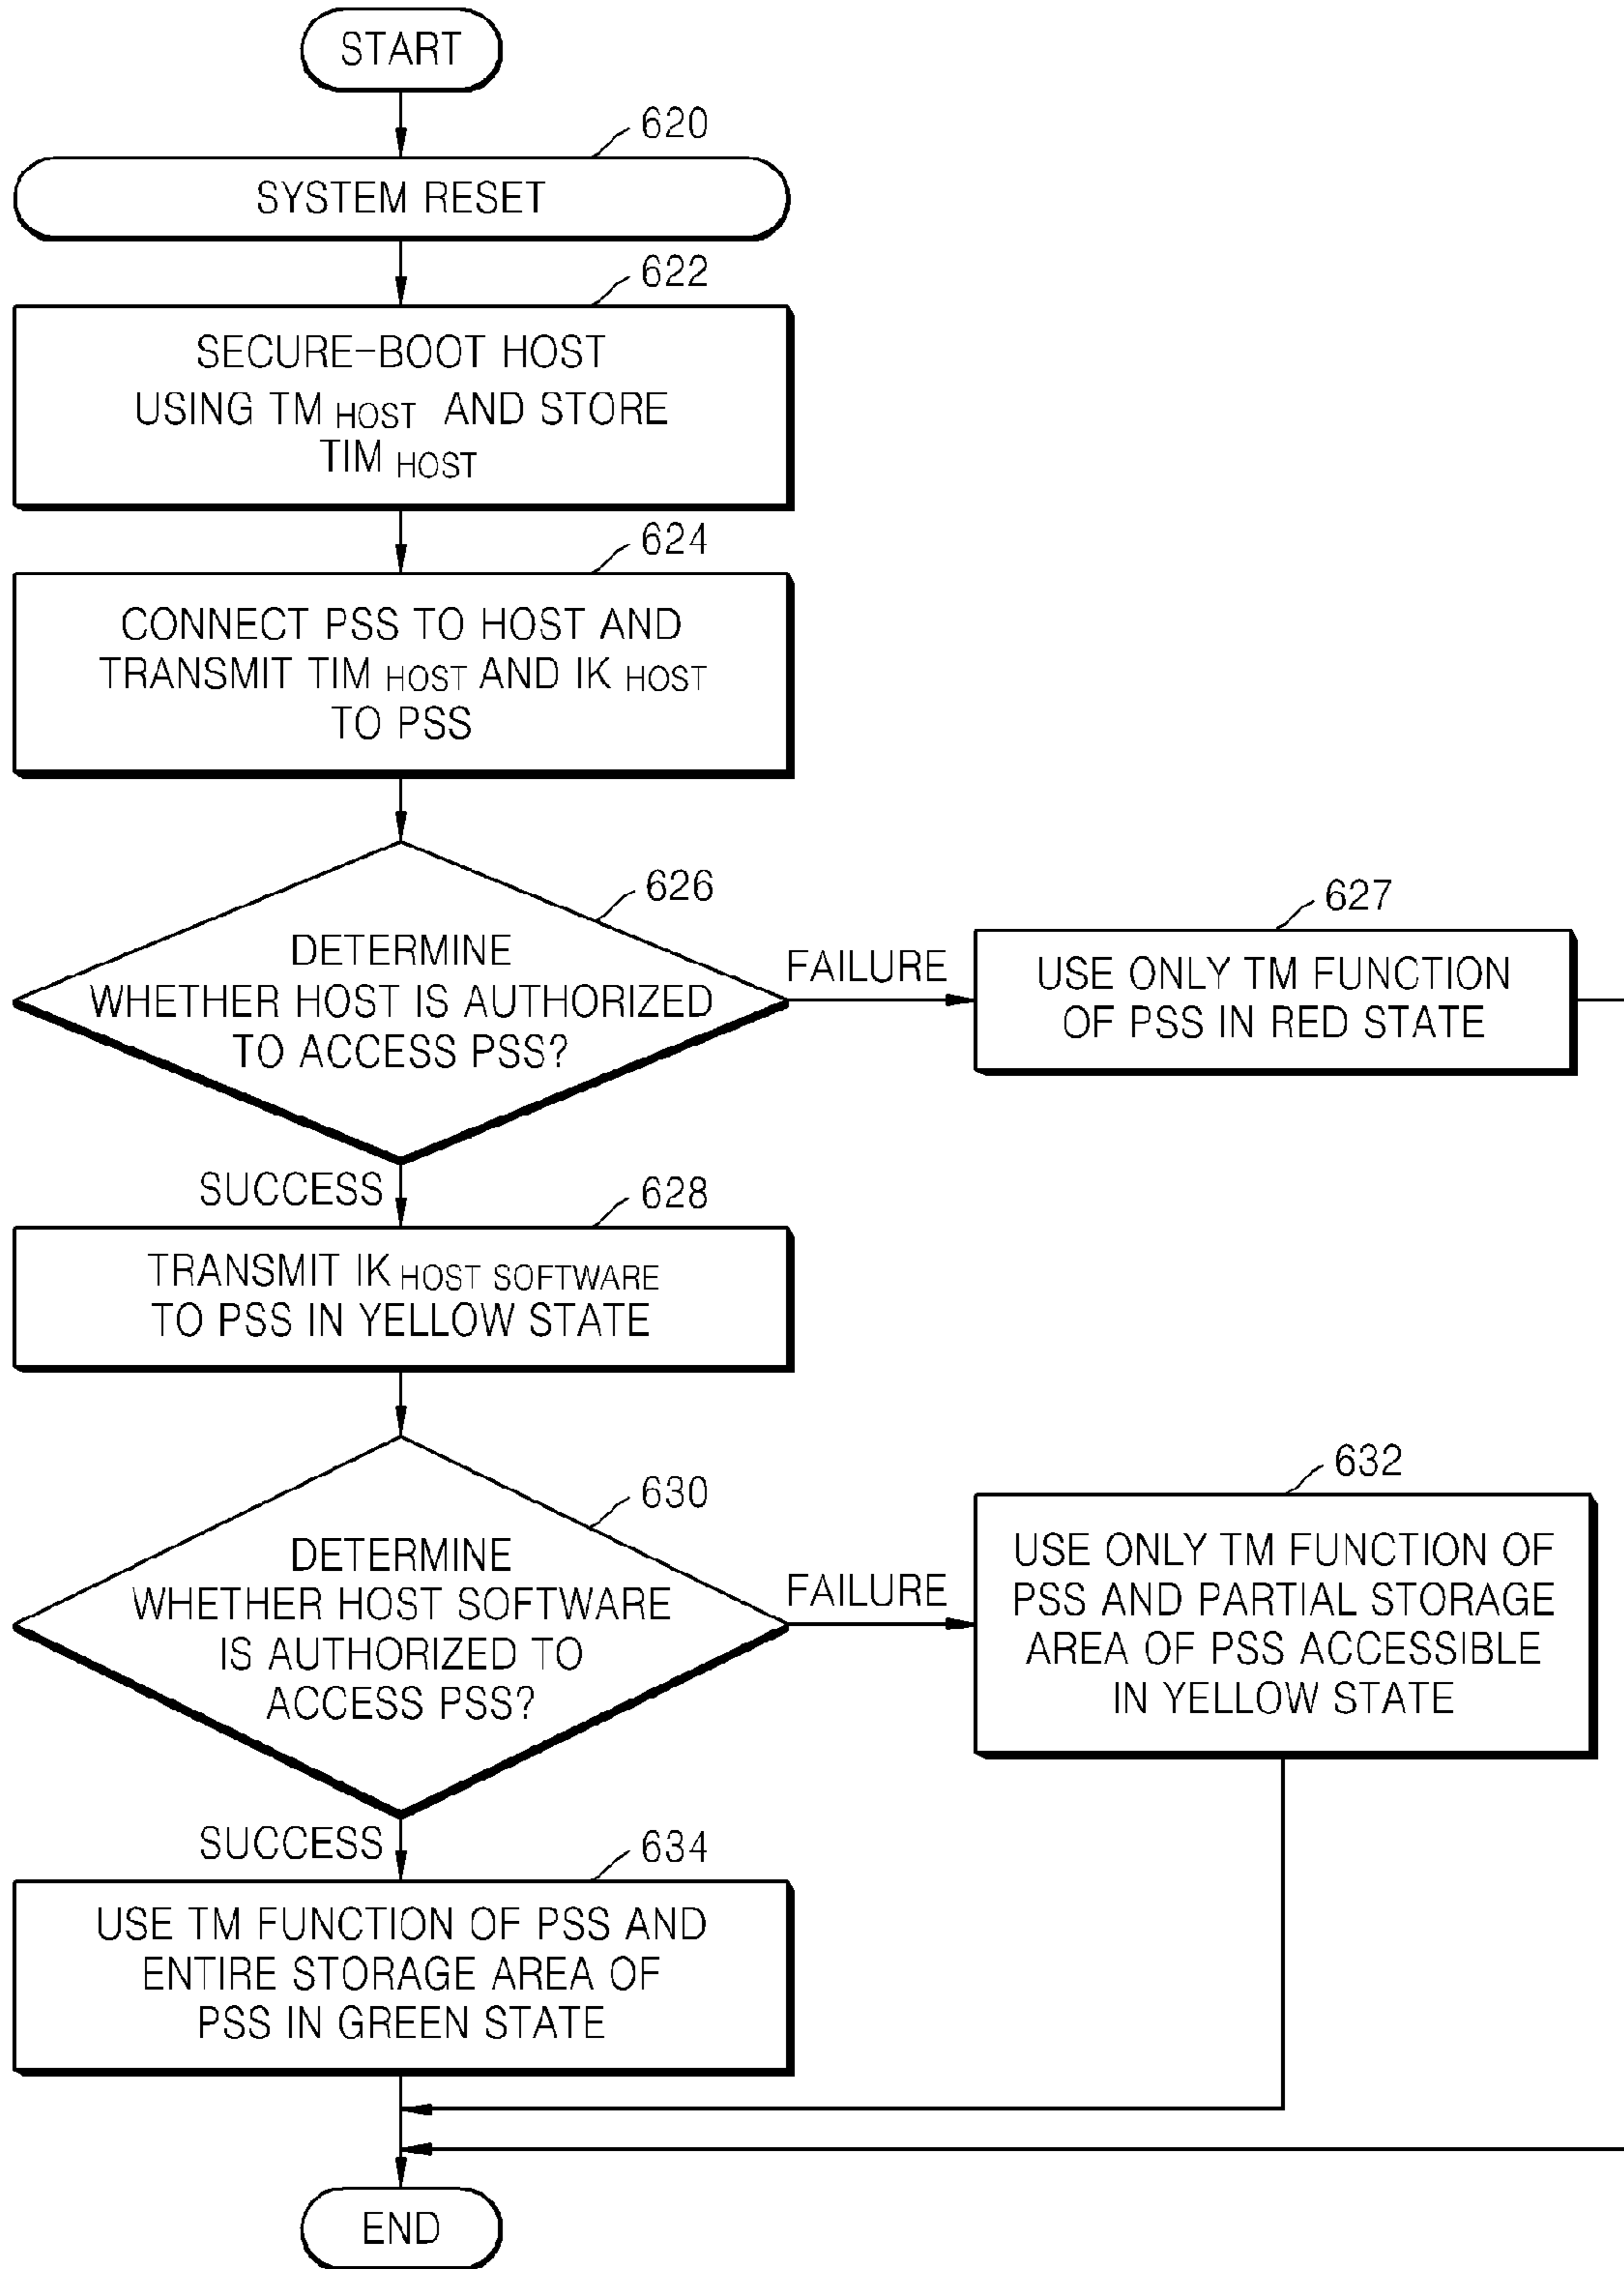 START
620
SYSTEM RESET
622
SECURE-BOOT HOST
USING TM HOST AND STORE
TIM HOST
624
CONNECT PSS TO HOST AND
TRANSMIT TIM HOST AND IK HOST
TO PSS
626
DETERMINE
WHETHER HOST IS AUTHORIZED
TO ACCESS PSS?
FAILURE
627
USE ONLY TM FUNCTION
OF PSS IN RED STATE
SUCCESS
628
TRANSMIT IK HOST SOFTWARE
TO PSS IN YELLOW STATE
630
DETERMINE
WHETHER HOST SOFTWARE
IS AUTHORIZED TO
ACCESS PSS?
FAILURE
632
USE ONLY TM FUNCTION OF
PSS AND PARTIAL STORAGE
AREA OF PSS ACCESSIBLE
IN YELLOW STATE
SUCCESS
634
USE TM FUNCTION OF PSS AND
ENTIRE STORAGE AREA OF
PSS IN GREEN STATE
END